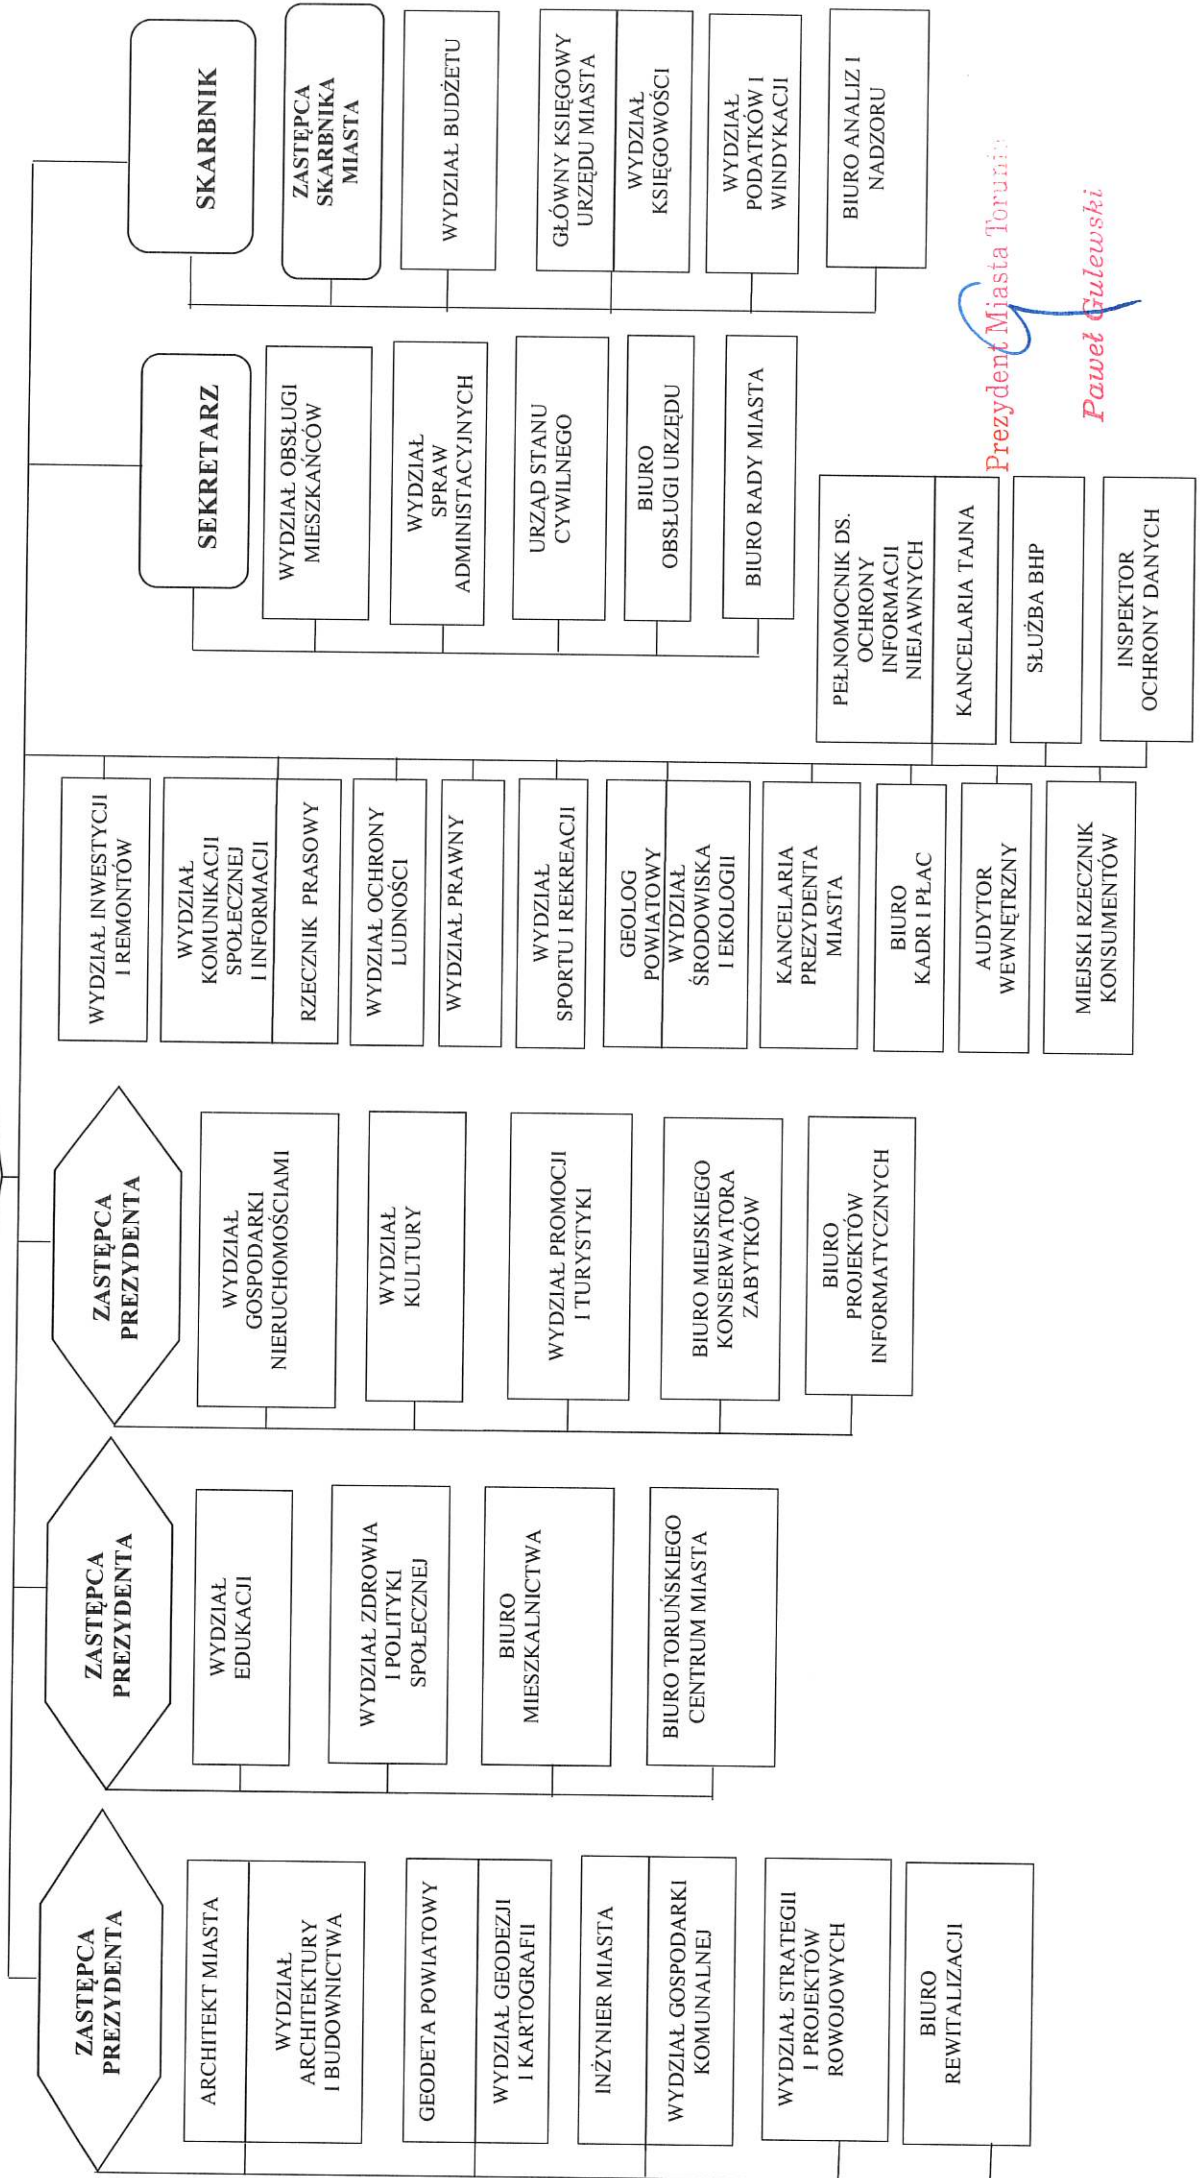 ZASTĘPCA
PREZYDENTA
ARCHITEKT MIASTA
WYDZIAŁ
ARCHITEKTURY
I BUDOWNICTWA
GEODETA POWIATOWY
WYDZIAŁ GEODEZJI
I KARTOGRAFII
INŻYNIER MIASTA
WYDZIAŁ GOSPODARKI
KOMUNALNEJ
WYDZIAŁ STRATEGII
I PROJEKTÓW
ROWOJOWYCH
BIURO
REWITALIZACJI
ZASTĘPCA
PREZYDENTA
WYDZIAŁ
EDUKACJI
WYDZIAŁ ZDROWIA
I POLITYKI
SPOŁECZNEJ
BIURO
MIESZKALNICTWA
BIURO TORUŃSKIEGO
CENTRUM MIASTA
ZASTĘPCA
PREZYDENTA
WYDZIAŁ
GOSPODARKI
NIERUCHOMOŚCIAMI
WYDZIAŁ
KULTURY
WYDZIAŁ PROMOCJI
I TURYSTYKI
BIURO MIEJSKIEGO
KONSERWATORA
ZABYTKÓW
BIURO
PROJEKTÓW
INFORMATYCZNYCH
WYDZIAŁ INWESTYCJI
I REMONTÓW
WYDZIAŁ
KOMUNIKACJI
SPOŁECZNEJ
I INFORMACJI
RZECZNIK PRASOWY
WYDZIAŁ OCHRONY
LUDNOŚCI
WYDZIAŁ PRAWNY
WYDZIAŁ
SPORTU I REKREACJI
GEOLOG
POWIATOWY
WYDZIAŁ
ŚRODOWISKA
I EKOLOGII
KANCELARIA
PREZYDENTA
MIASTA
BIURO
KADR I PŁAC
AUDYTOR
WEWNĘTRZNY
MIEJSKI RZECZNIK
KONSUMENTÓW
PEŁNOMOCNIK DS.
OCHRONY
INFORMACJI
NIEJAWNYCH
KANCELARIA TAJNA
SŁUŻBA BHP
INSPEKTOR
OCHRONY DANYCH
SEKRETARZ
WYDZIAŁ OBSŁUGI
MIESZKAŃCÓW
WYDZIAŁ
SPRAW
ADMINISTACYJNYCH
URZĄD STANU
CYWILNEGO
BIURO
OBSŁUGI URZĘDU
BIURO RADY MIASTA
SKARBNIK
ZASTĘPCA
SKARBNIKA
MIASTA
WYDZIAŁ BUDŻETU
GŁÓWNY KSIĘGOWY
URZĘDU MIASTA
WYDZIAŁ
KSIĘGOWOŚCI
WYDZIAŁ
PODATKÓW I
WINDYKACJI
BIURO ANALIZ I
NADZORU
Prezydent Miasta Torunia
Paweł Gulewski